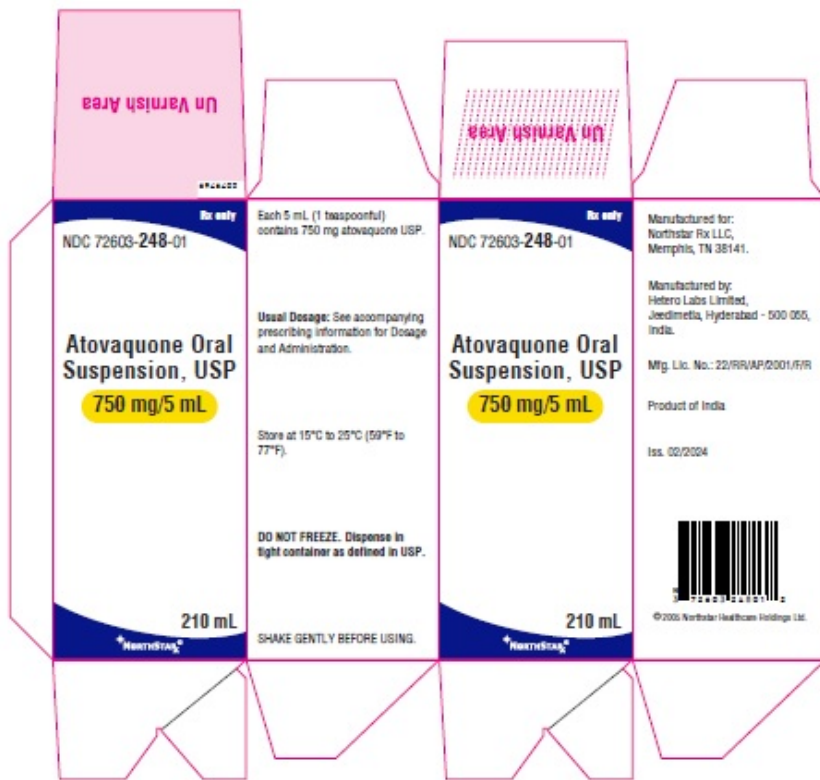 Un Varnish Area
Rx only
NDC 72603-248-01
Atovaquone Oral
Suspension, USP
750 mg/5 mL
210 mL
NORTHSTAR
Each 5 mL (1 teaspoonful)
contains 750 mg atovaquone USP.
Usual Dosage: See accompanying
prescribing information for Dosage
and Administration.
Store at 15°C to 25°C (59°F to
77°F).
DO NOT FREEZE. Dispense in
tight container as defined in USP.
SHAKE GENTLY BEFORE USING.
Un Varnish Area
Rx only
NDC 72603-248-01
Atovaquone Oral
Suspension, USP
750 mg/5 mL
210 mL
NORTHSTAR
Manufactured for:
Northstar Rx LLC,
Memphis, TN 38141.
Manufactured by:
Hetero Labs Limited,
Jeedimetla, Hyderabad - 500 055,
India.
Mfg. Lic. No.: 22/RR/AP/2001/F/R
Product of India
Iss. 02/2024
3 72603 24801 2
©2005 Northstar Healthcare Holdings Ltd.